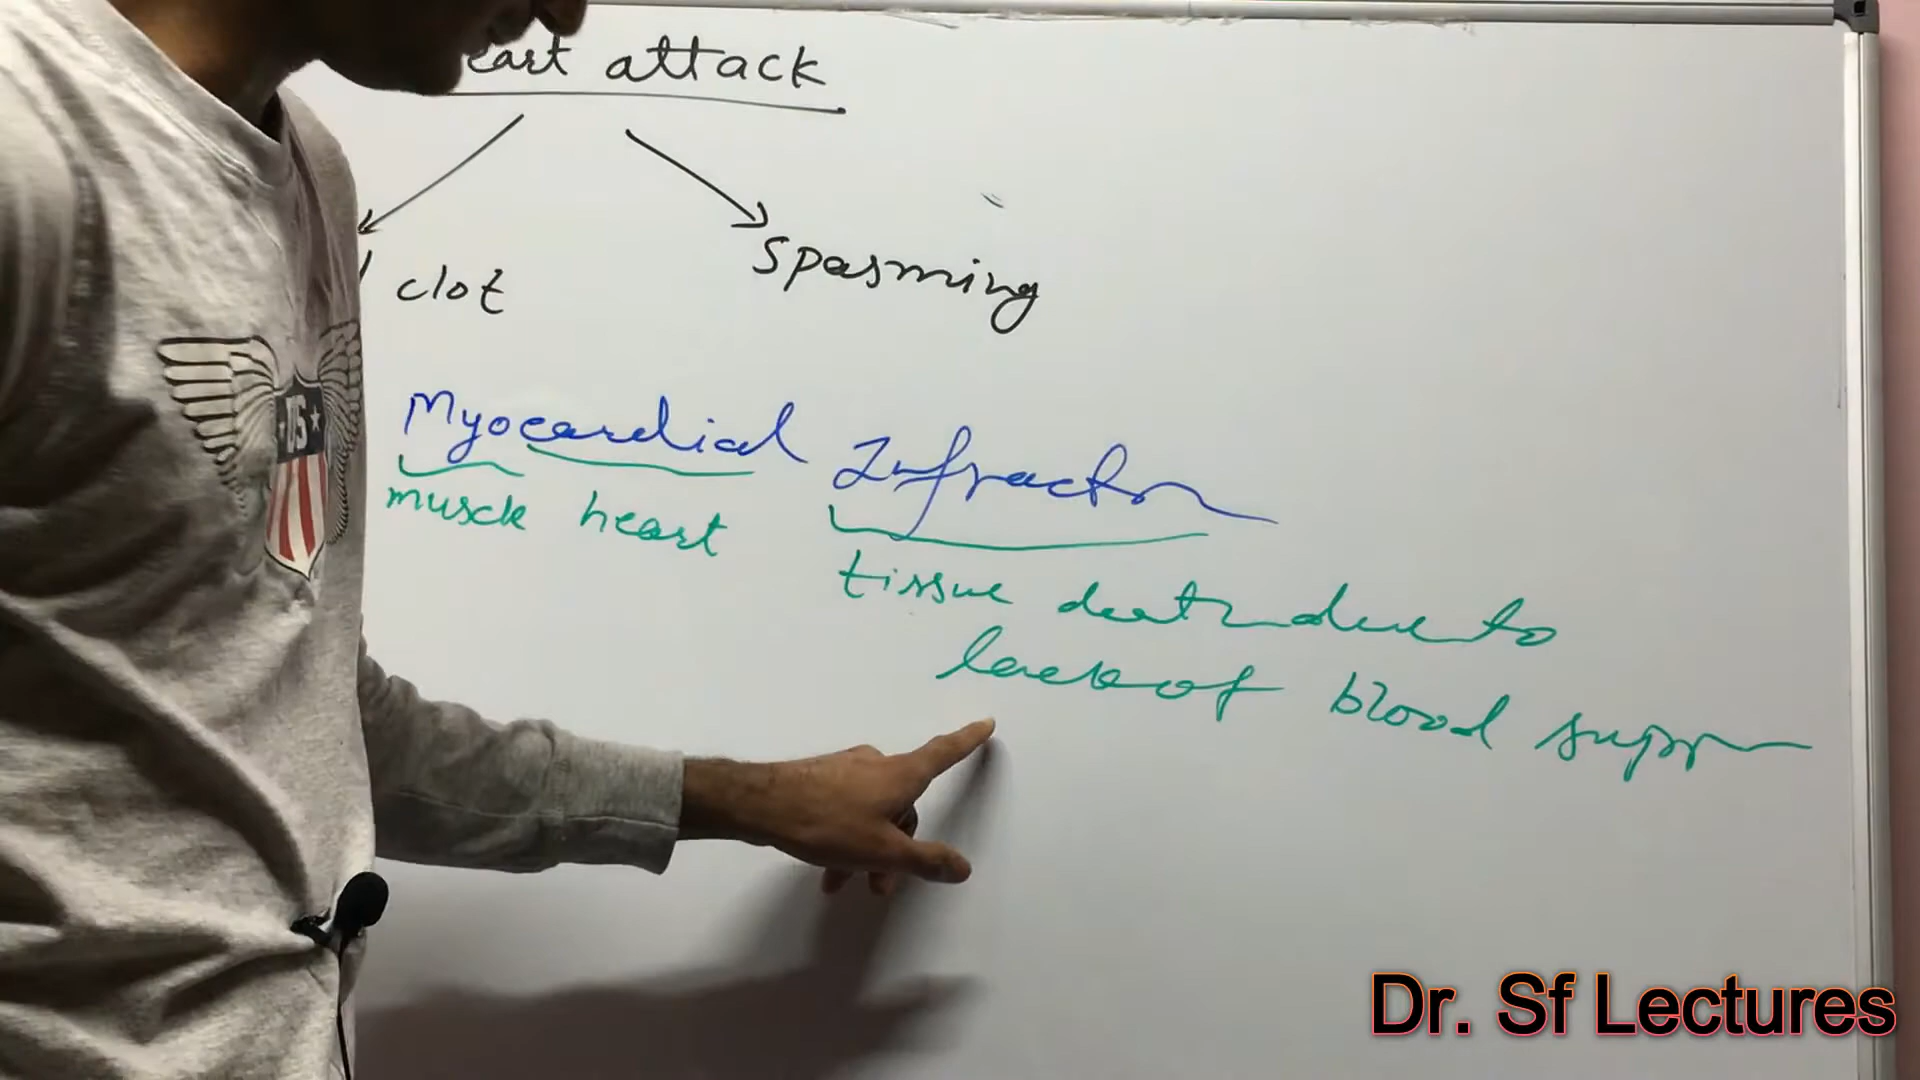 eart attack
clot
Spasming
Myocardial Infraction
muscle heart
tissue death due to
lack of blood supp
US
Dr. Sf Lectures